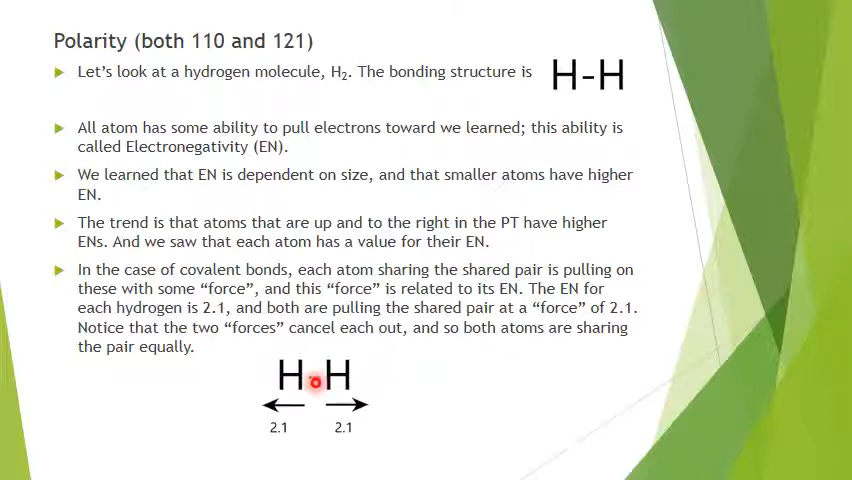 Polarity (both 110 and 121)
Let's look at a hydrogen molecule, H₂. The bonding structure is H-H
All atom has some ability to pull electrons toward we learned; this ability is
called Electronegativity (EN).
We learned that EN is dependent on size, and that smaller atoms have higher
EN.
The trend is that atoms that are up and to the right in the PT have higher
ENs. And we saw that each atom has a value for their EN.
In the case of covalent bonds, each atom sharing the shared pair is pulling on
these with some “force”, and this “force” is related to its EN. The EN for
each hydrogen is 2.1, and both are pulling the shared pair at a “force” of 2.1.
Notice that the two “forces” cancel each out, and so both atoms are sharing
the pair equally.
H H
2.1 2.1